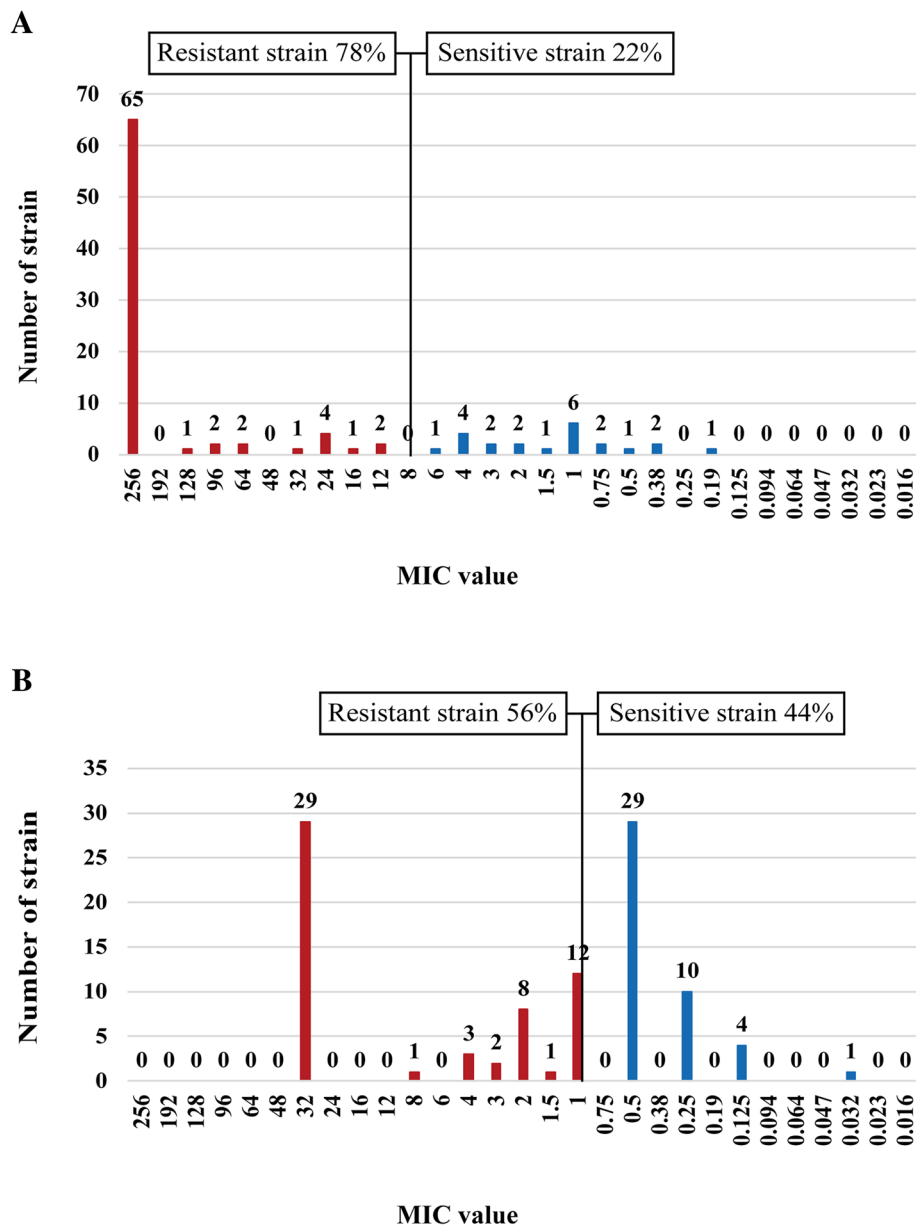 A
Resistant strain 78% Sensitive strain 22%
Number of strain
70
60
50
40
30
20
10
0
65 0 1 2 2 0 1 4 1 2 0 1 4 2 2 1 6 2 1 2 0 1 0 0 0 0 0 0 0
256 192 128 96 64 48 32 24 16 12 8 6 4 3 2 1.5 1 0.75 0.5 0.38 0.25 0.19 0.125 0.094 0.064 0.047 0.032 0.023 0.016
MIC value
B
Resistant strain 56% Sensitive strain 44%
Number of strain
35
30
25
20
15
10
5
0
0 0 0 0 0 0 29 0 0 0 1 0 3 2 8 1 12 0 29 0 10 0 4 0 0 0 1 0 0
256 192 128 96 64 48 32 24 16 12 8 6 4 3 2 1.5 1 0.75 0.5 0.38 0.25 0.19 0.125 0.094 0.064 0.047 0.032 0.023 0.016
MIC value